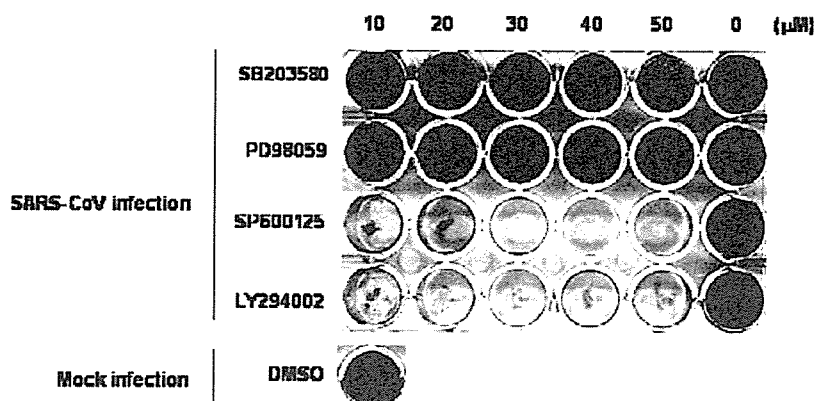 10 20 30 40 50 0 (µM)
SB203580
PD98059
SARS-CoV infection
SP600125
LY294002
Mock infection
DMSO